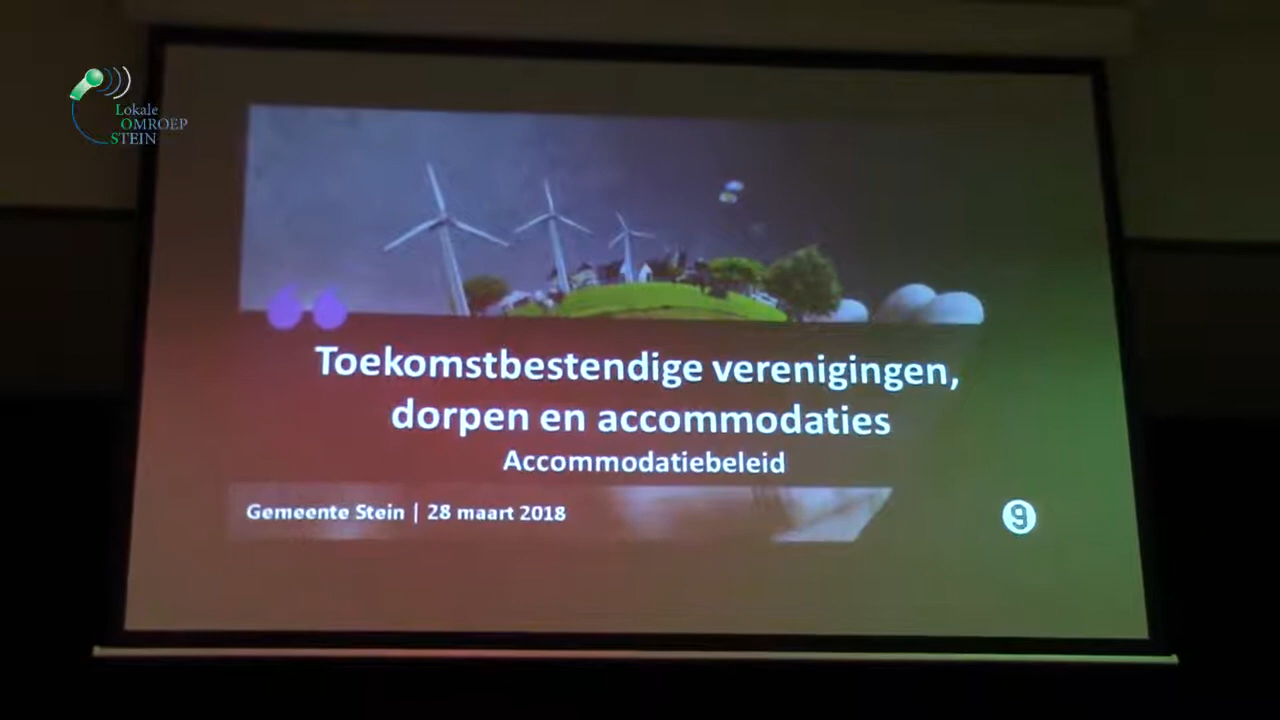 Lokale
OMROEP
STEIN
Toekomstbestendige verenigingen,
dorpen en accommodaties
Accommodatiebeleid
Gemeente Stein | 28 maart 2018
9